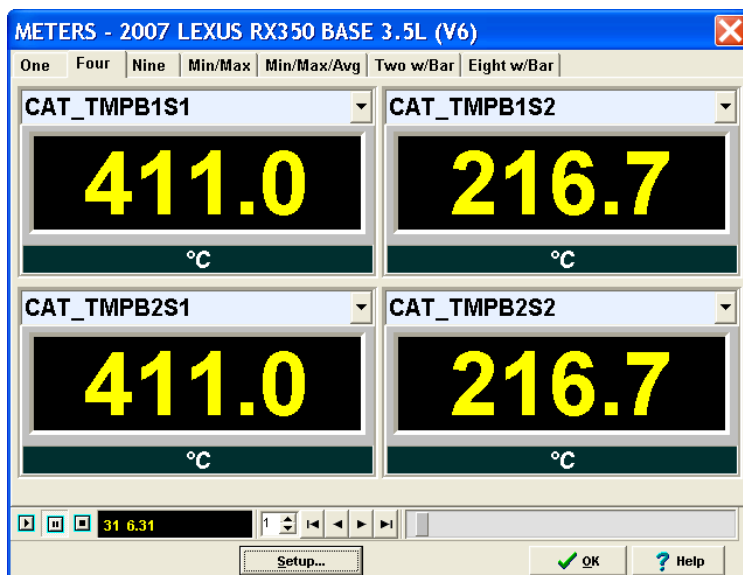 METERS - 2007 LEXUS RX350 BASE 3.5L (V6)
One Four Nine Min/Max Min/Max/Avg Two w/Bar Eight w/Bar
CAT_TMPB1S1 CAT_TMPB1S2
411.0 216.7
°C °C
CAT_TMPB2S1 CAT_TMPB2S2
411.0 216.7
°C °C
31 6.31 1
Setup... OK ? Help